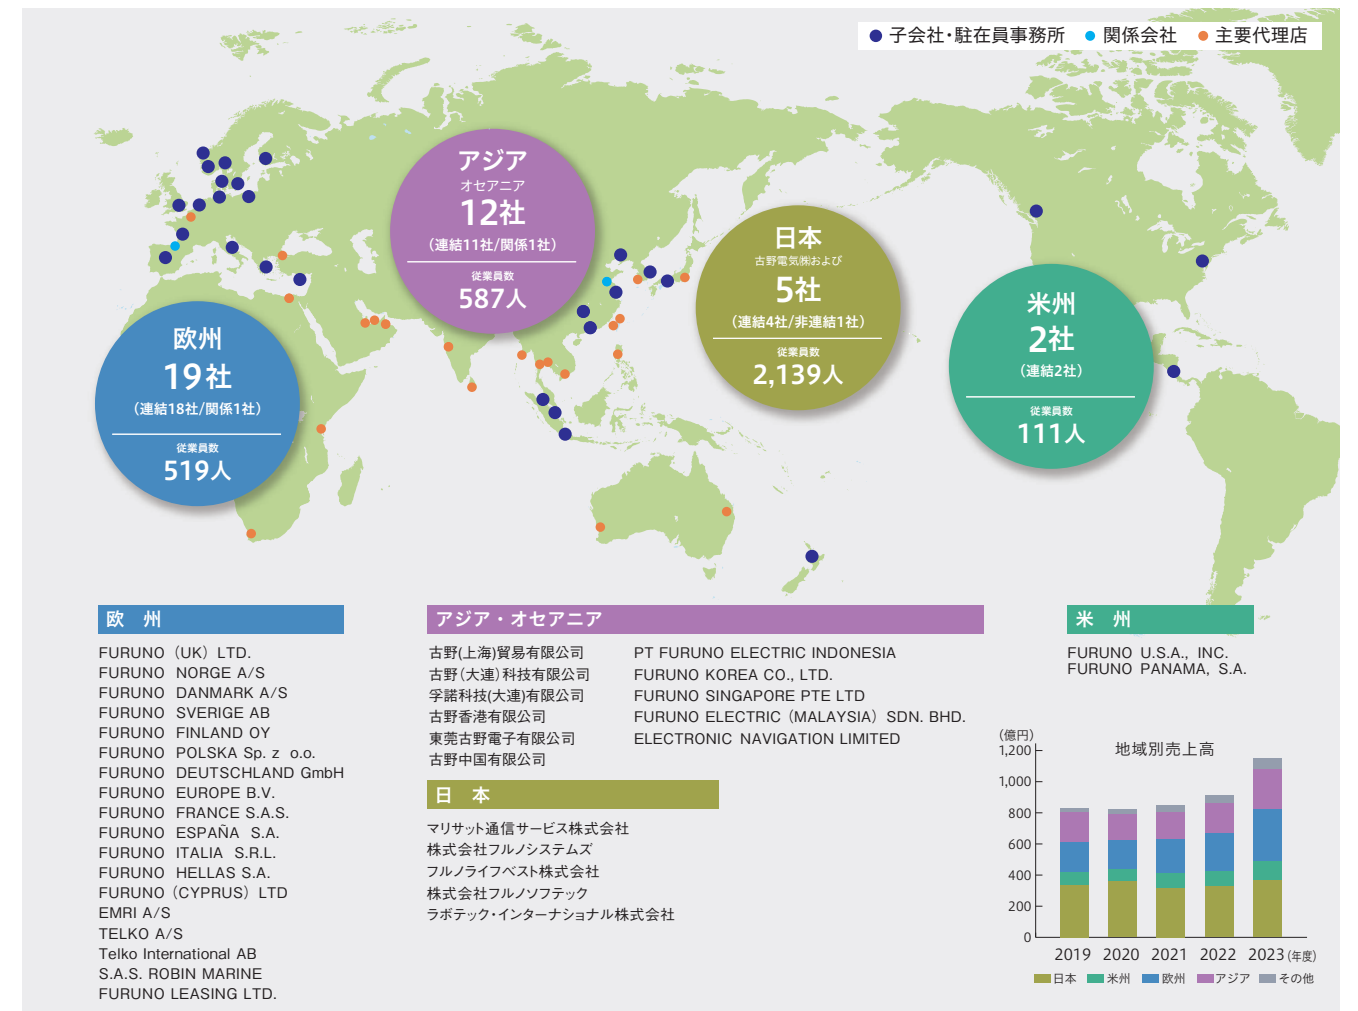 子会社・駐在員事務所 関係会社 主要代理店
アジア
オセアニア
12社
(連結11社/関係1社)
従業員数
587人
日本
古野電気㈱および
5社
(連結4社/非連結1社)
従業員数
2,139人
米州
2社
(連結2社)
従業員数
111人
欧州
19社
(連結18社/関係1社)
従業員数
519人
欧 州
FURUNO (UK) LTD.
FURUNO NORGE A/S
FURUNO DANMARK A/S
FURUNO SVERIGE AB
FURUNO FINLAND OY
FURUNO POLSKA Sp. z o.o.
FURUNO DEUTSCHLAND GmbH
FURUNO EUROPE B.V.
FURUNO FRANCE S.A.S.
FURUNO ESPAÑA S.A.
FURUNO ITALIA S.R.L.
FURUNO HELLAS S.A.
FURUNO (CYPRUS) LTD
EMRI A/S
TELKO A/S
Telko International AB
S.A.S. ROBIN MARINE
FURUNO LEASING LTD.
アジア・オセアニア
古野(上海)貿易有限公司
古野(大連)科技有限公司
孚諾科技(大連)有限公司
古野香港有限公司
東莞古野電子有限公司
古野中国有限公司
PT FURUNO ELECTRIC INDONESIA
FURUNO KOREA CO., LTD.
FURUNO SINGAPORE PTE LTD
FURUNO ELECTRIC (MALAYSIA) SDN. BHD.
ELECTRONIC NAVIGATION LIMITED
日 本
マリサット通信サービス株式会社
株式会社フルノシステムズ
フルノライフベスト株式会社
株式会社フルノソフテック
ラボテック・インターナショナル株式会社
米 州
FURUNO U.S.A., INC.
FURUNO PANAMA, S.A.
(億円)
地域別売上高
1,200
1,000
800
600
400
200
0
2019 2020 2021 2022 2023 (年度)
日本 米州 欧州 アジア その他